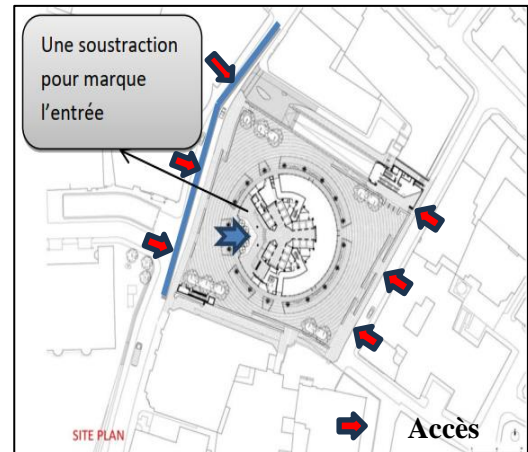 Une soustraction
pour marque
l'entrée
SITE PLAN
Accès